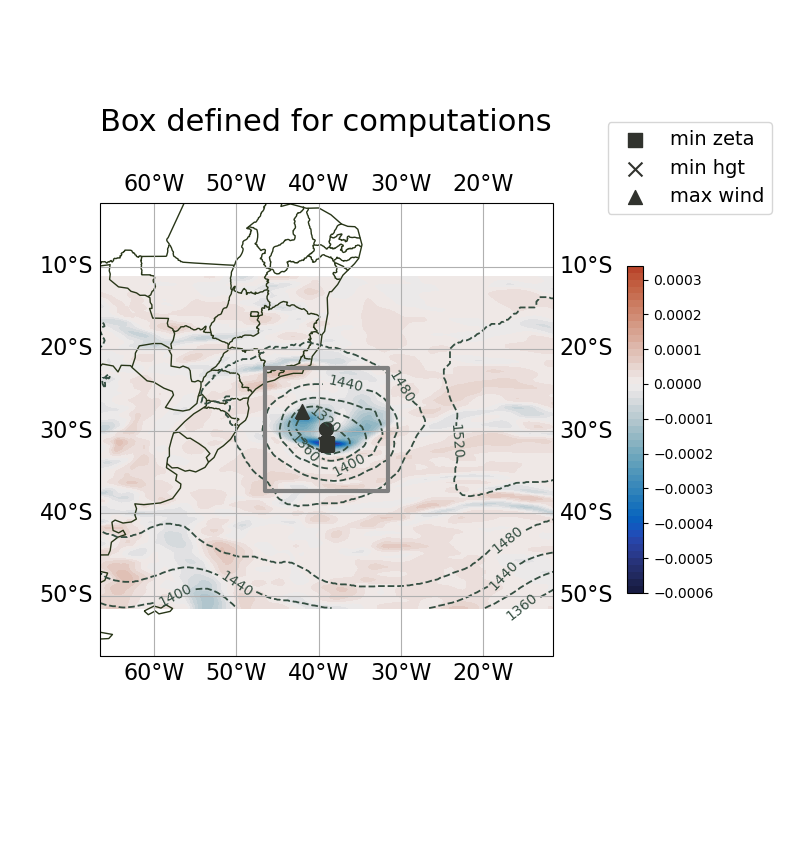 Box defined for computations
min zeta
min hgt
max wind
60°W 50°W 40°W 30°W 20°W
10°S 10°S
20°S 20°S
30°S 30°S
40°S 40°S
50°S 50°S
60°W 50°W 40°W 30°W 20°W
1440
1480
1320
1360
1400
1520
1480
1440
1360
1400
1440
0.0003
0.0002
0.0001
0.0000
−0.0001
−0.0002
−0.0003
−0.0004
−0.0005
−0.0006